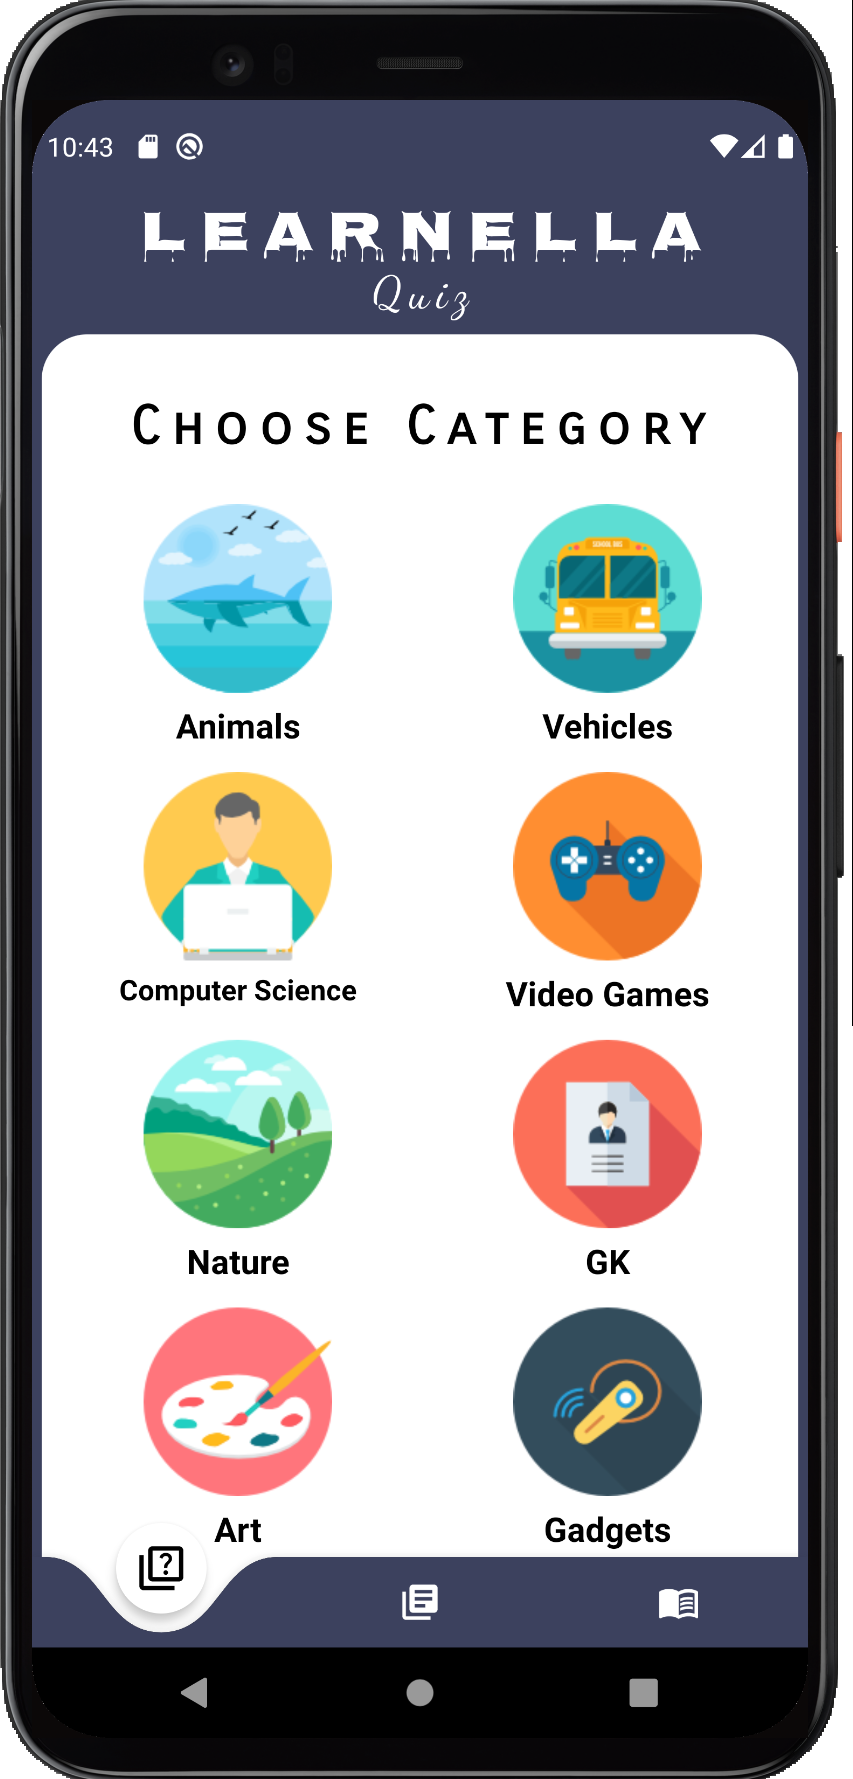 10:43
LEARNELLA
Quiz
Choose Category
SCHOOL BUS
Animals
Vehicles
Computer Science
Video Games
Nature
GK
Art
Gadgets